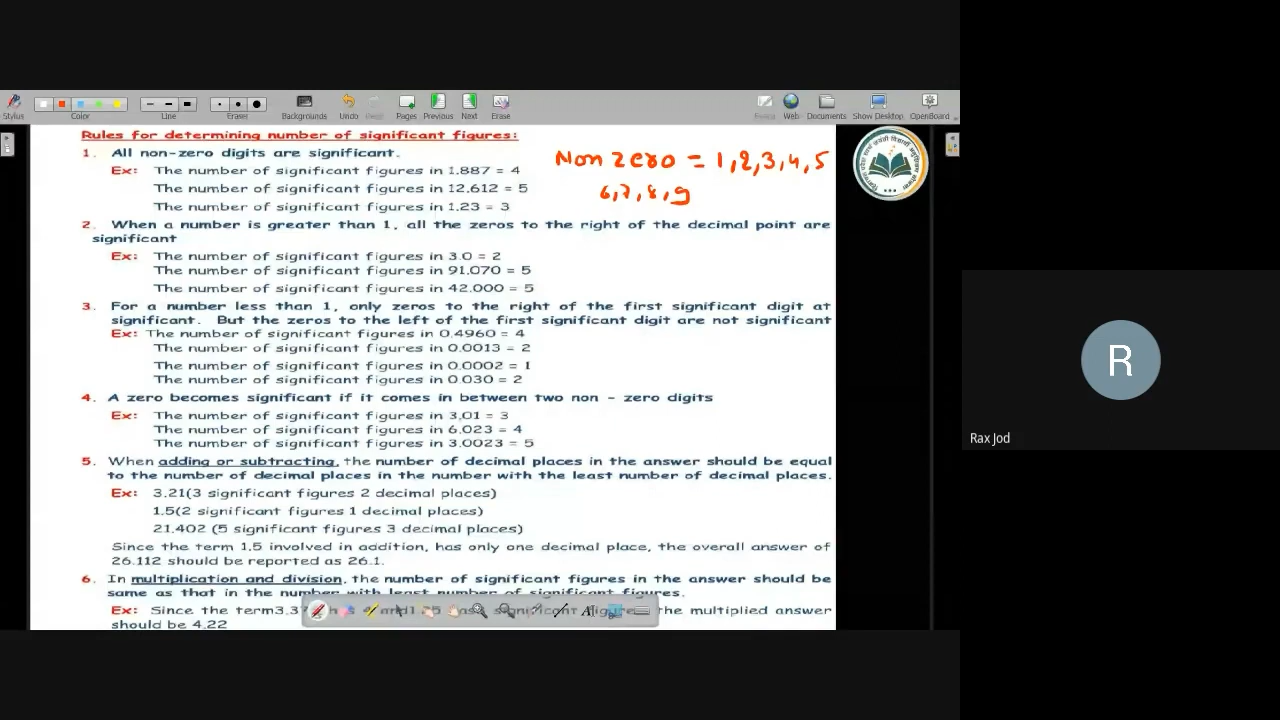 Stylus
Color
Line
Eraser
Backgrounds
Undo
Pages
Previous
Next
Erase
Web
Documents
Show Desktop
OpenBoard
Rules for determining number of significant figures:
1. All non-zero digits are significant.
Non zero = 1,2,3,4,5
Ex: The number of significant figures in 1.887 = 4
The number of significant figures in 12.612 = 5
6,7,8,9
The number of significant figures in 1.23 = 3
2. When a number is greater than 1, all the zeros to the right of the decimal point are
significant
Ex: The number of significant figures in 3.0 = 2
The number of significant figures in 91.070 = 5
The number of significant figures in 42.000 = 5
3. For a number less than 1, only zeros to the right of the first significant digit at
significant. But the zeros to the left of the first significant digit are not significant
Ex: The number of significant figures in 0.4960 = 4
The number of significant figures in 0.0013 = 2
The number of significant figures in 0.0002 = 1
The number of significant figures in 0.030 = 2
4. A zero becomes significant if it comes in between two non - zero digits
Ex: The number of significant figures in 3.01 = 3
The number of significant figures in 6.023 = 4
The number of significant figures in 3.0023 = 5
5. When adding or subtracting, the number of decimal places in the answer should be equal
to the number of decimal places in the number with the least number of decimal places.
Ex: 3.21(3 significant figures 2 decimal places)
1.5(2 significant figures 1 decimal places)
21.402 (5 significant figures 3 decimal places)
Since the term 1.5 involved in addition, has only one decimal place, the overall answer of
26.112 should be reported as 26.1.
6. In multiplication and division, the number of significant figures in the answer should be
same as that in the number with least number of significant figures.
Ex: Since the term the multiplied answer
should be 4.22
R
Rax Jod